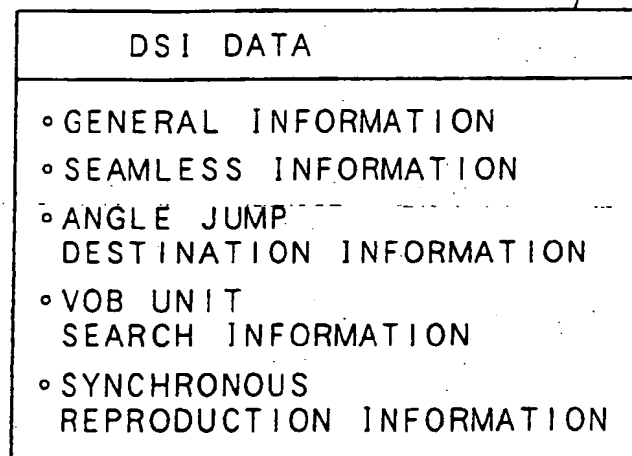 DSI DATA
∘GENERAL INFORMATION
∘SEAMLESS INFORMATION
∘ANGLE JUMP
DESTINATION INFORMATION
∘VOB UNIT
SEARCH INFORMATION
∘SYNCHRONOUS
REPRODUCTION INFORMATION